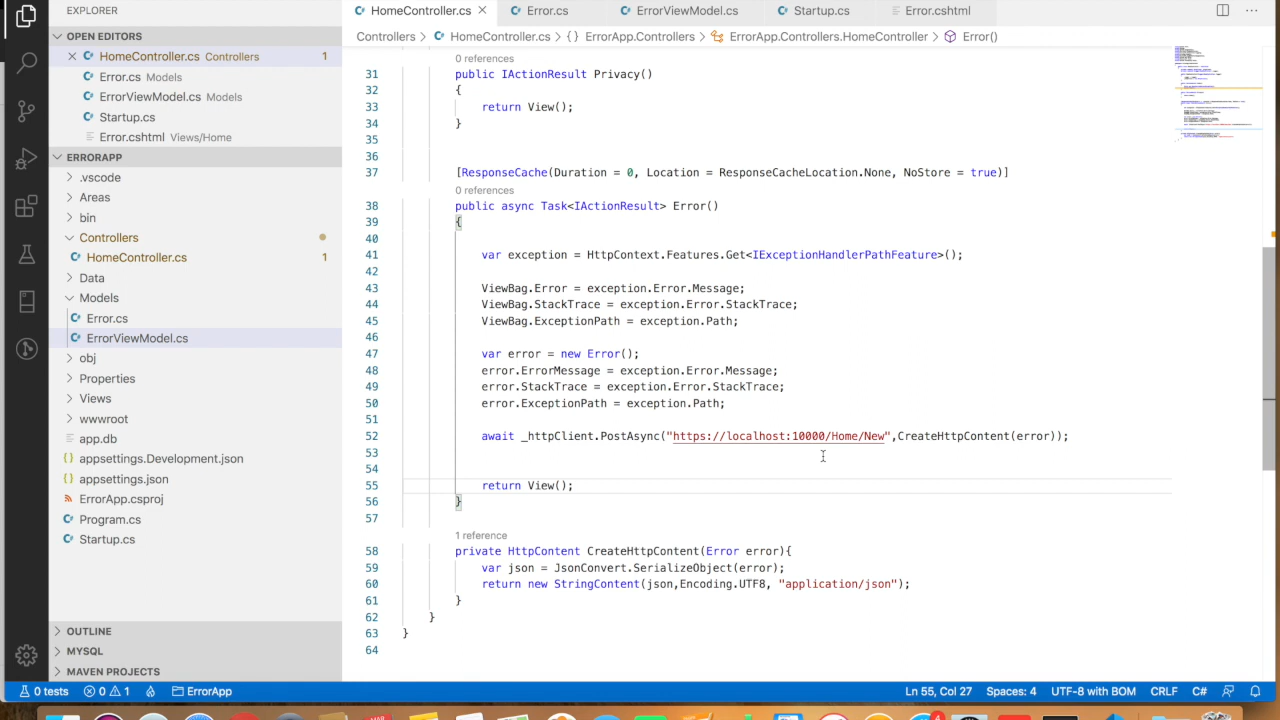 EXPLORER
OPEN EDITORS
HomeController.cs Controllers 1
Error.cs Models
ErrorViewModel.cs Models
Startup.cs
Error.cshtml Views/Home
ERRORAPP
.vscode
Areas
bin
Controllers
HomeController.cs 1
Data
Models
Error.cs
ErrorViewModel.cs
obj
Properties
Views
wwwroot
app.db
appsettings.Development.json
appsettings.json
ErrorApp.csproj
Program.cs
Startup.cs
OUTLINE
MYSQL
MAVEN PROJECTS
HomeController.cs Error.cs ErrorViewModel.cs Startup.cs Error.cshtml
Controllers HomeController.cs {} ErrorApp.Controllers ErrorApp.Controllers.HomeController Error()
0 references
31 public ActionResult Privacy()
32 {
33 return View();
34 }
35
36
37 [ResponseCache(Duration = 0, Location = ResponseCacheLocation.None, NoStore = true)]
0 references
38 public async Task<IActionResult> Error()
39 {
40
41 var exception = HttpContext.Features.Get<IExceptionHandlerPathFeature>();
42
43 ViewBag.Error = exception.Error.Message;
44 ViewBag.StackTrace = exception.Error.StackTrace;
45 ViewBag.ExceptionPath = exception.Path;
46
47 var error = new Error();
48 error.ErrorMessage = exception.Error.Message;
49 error.StackTrace = exception.Error.StackTrace;
50 error.ExceptionPath = exception.Path;
51
52 await _httpClient.PostAsync("https://localhost:10000/Home/New",CreateHttpContent(error));
53
54
55 return View();
56 }
57
1 reference
58 private HttpContent CreateHttpContent(Error error){
59 var json = JsonConvert.SerializeObject(error);
60 return new StringContent(json,Encoding.UTF8, "application/json");
61 }
62 }
63 }
64
0 tests 0 1 ErrorApp Ln 55, Col 27 Spaces: 4 UTF-8 with BOM CRLF C#